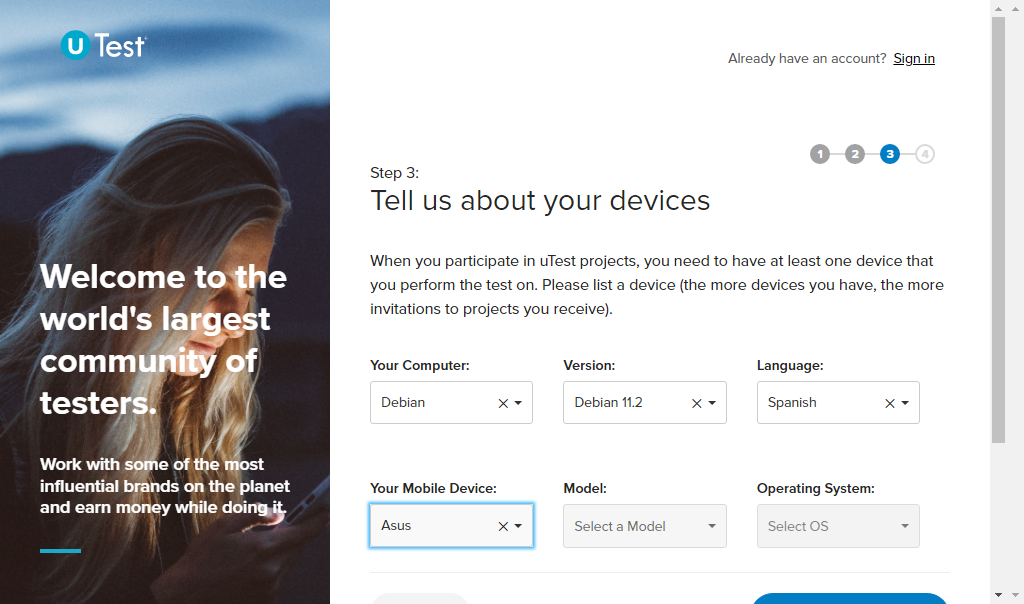 U Test
Already have an account? Sign in
1 2 3 4
Step 3:
Tell us about your devices
Welcome to the
world's largest
community of
testers.
Work with some of the most
influential brands on the planet
and earn money while doing it.
When you participate in uTest projects, you need to have at least one device that
you perform the test on. Please list a device (the more devices you have, the more
invitations to projects you receive).
Your Computer: Version: Language:
Debian Debian 11.2 Spanish
Your Mobile Device: Model: Operating System:
Asus Select a Model Select OS